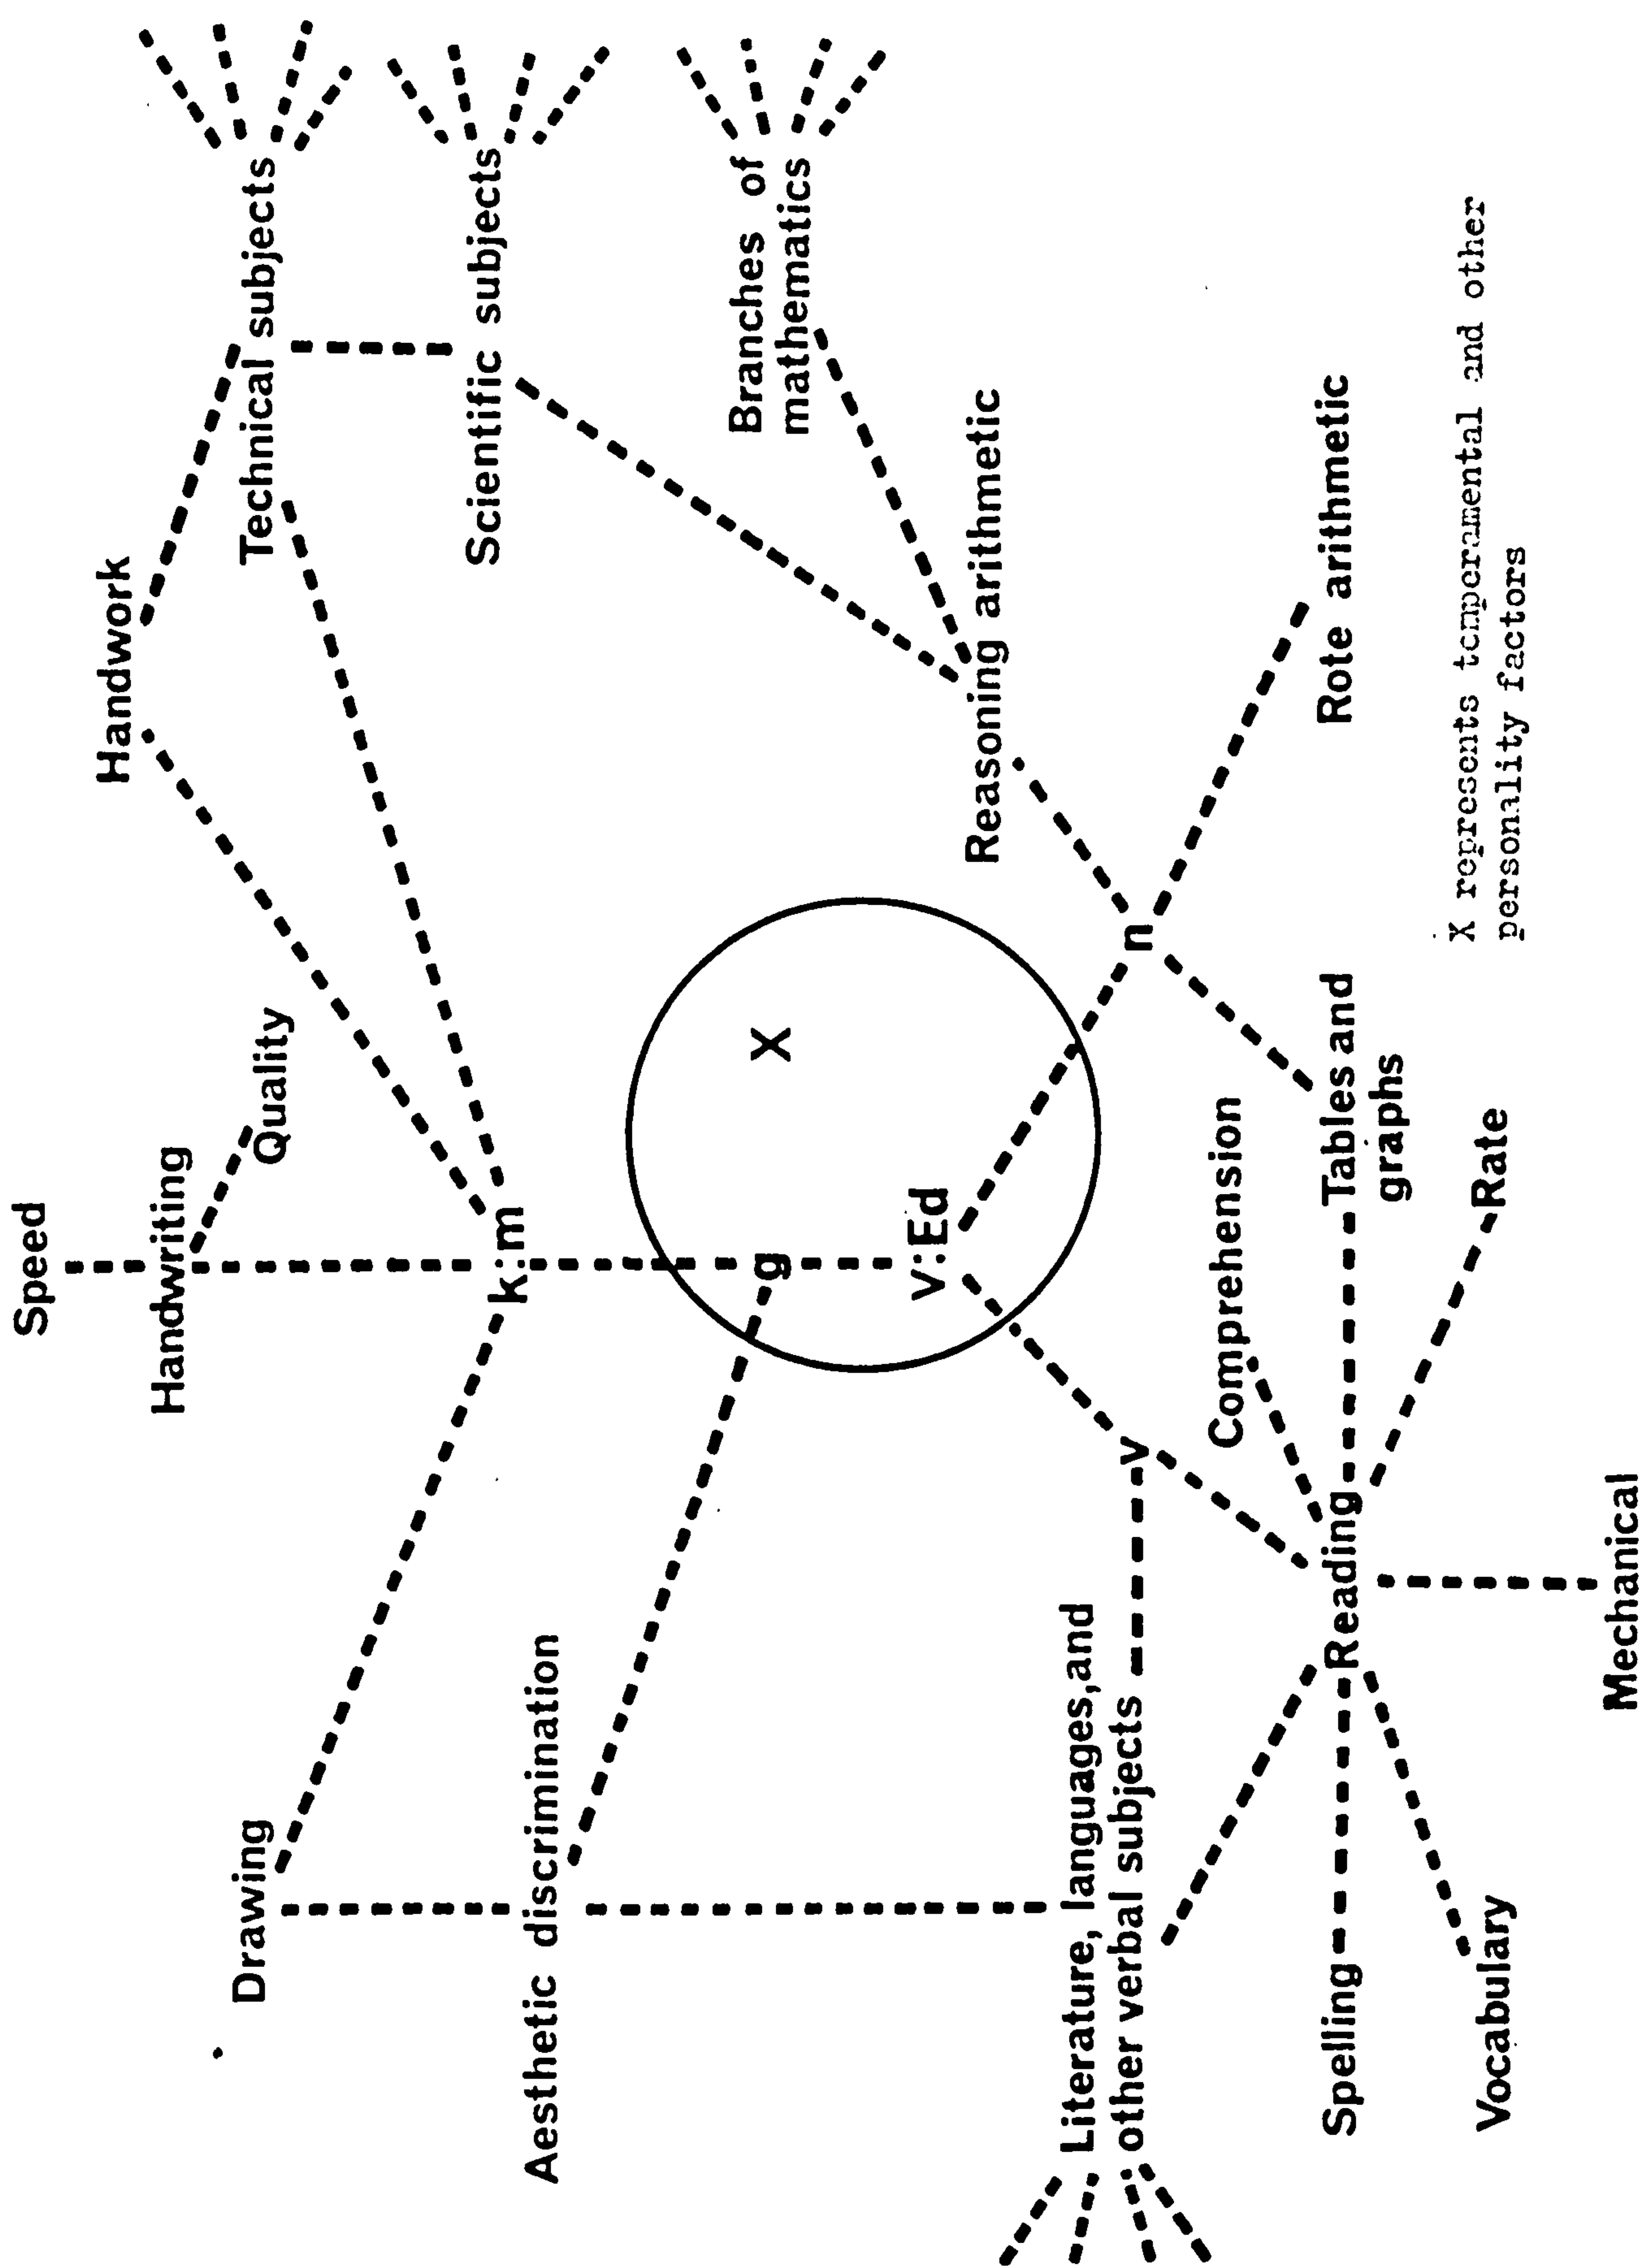 Speed
Handwork
Handwriting
Drawing
Quality
Technical subjects
k:m
Scientific subjects
Aesthetic discrimination
g
X
Branches of
mathematics
V:Ed
Reasoning arithmetic
Literature, languages, and
other verbal subjects
v
n
Comprehension
Spelling
Reading
Tables and
graphs
Rote arithmetic
Vocabulary
Rate
Mechanical
X represents temperamental and other
personality factors